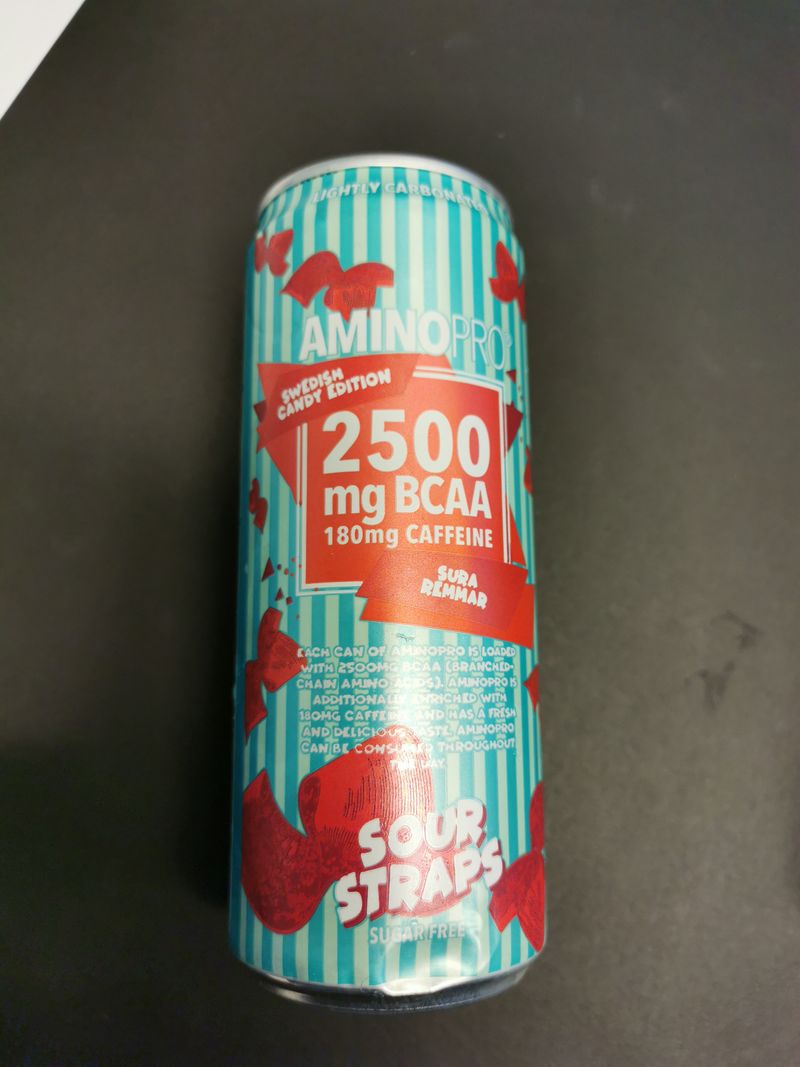 LIGHTLY CARBONATED
AMINOPRO®
SWEDISH
CANDY EDITION
2500
mg BCAA
180mg CAFFEINE
SURA
REMMAR
EACH CAN OF AMINOPRO IS LOADED
WITH 2500MG BCAA (BRANCHED-
CHAIN AMINO ACIDS). AMINOPRO IS
ADDITIONALLY ENRICHED WITH
180MG CAFFEINE AND HAS A FRESH
AND DELICIOUS TASTE. AMINOPRO
CAN BE CONSUMED THROUGHOUT
THE DAY.
SOUR
STRAPS
SUGAR FREE